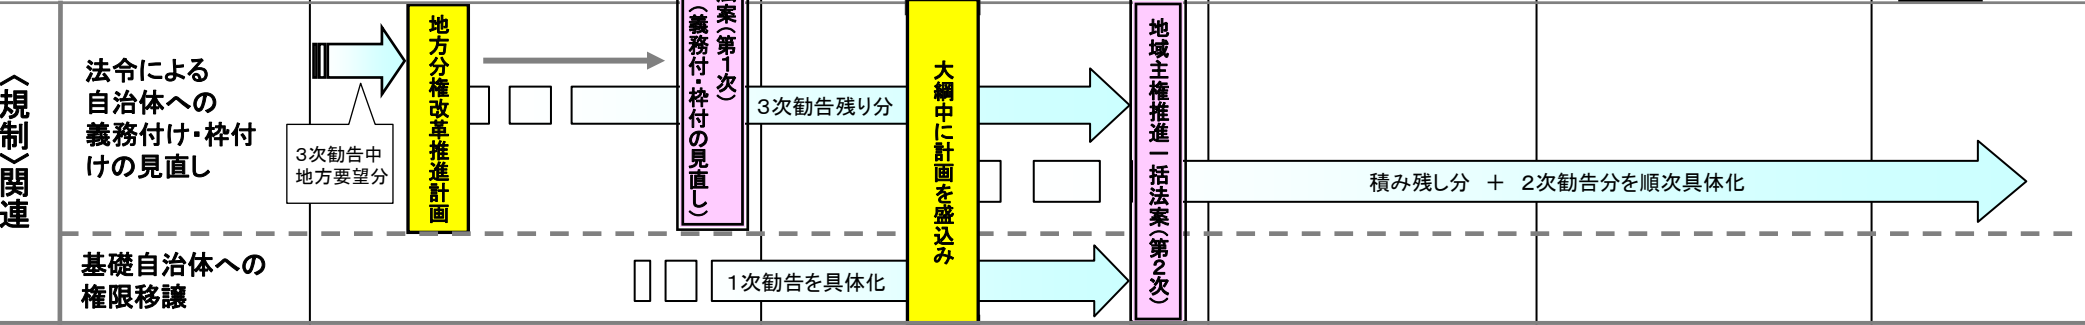 〈規制〉関連
法令による
自治体への
義務付け・枠付
けの見直し
3次勧告中
地方要望分
地方分権改革推進計画
案（第1次）
（義務付・枠付の見直し）
3次勧告残り分
大綱中に計画を盛込み
地域主権推進一括法案（第2次）
積み残し分　＋　2次勧告分を順次具体化
基礎自治体への
権限移譲
1次勧告を具体化